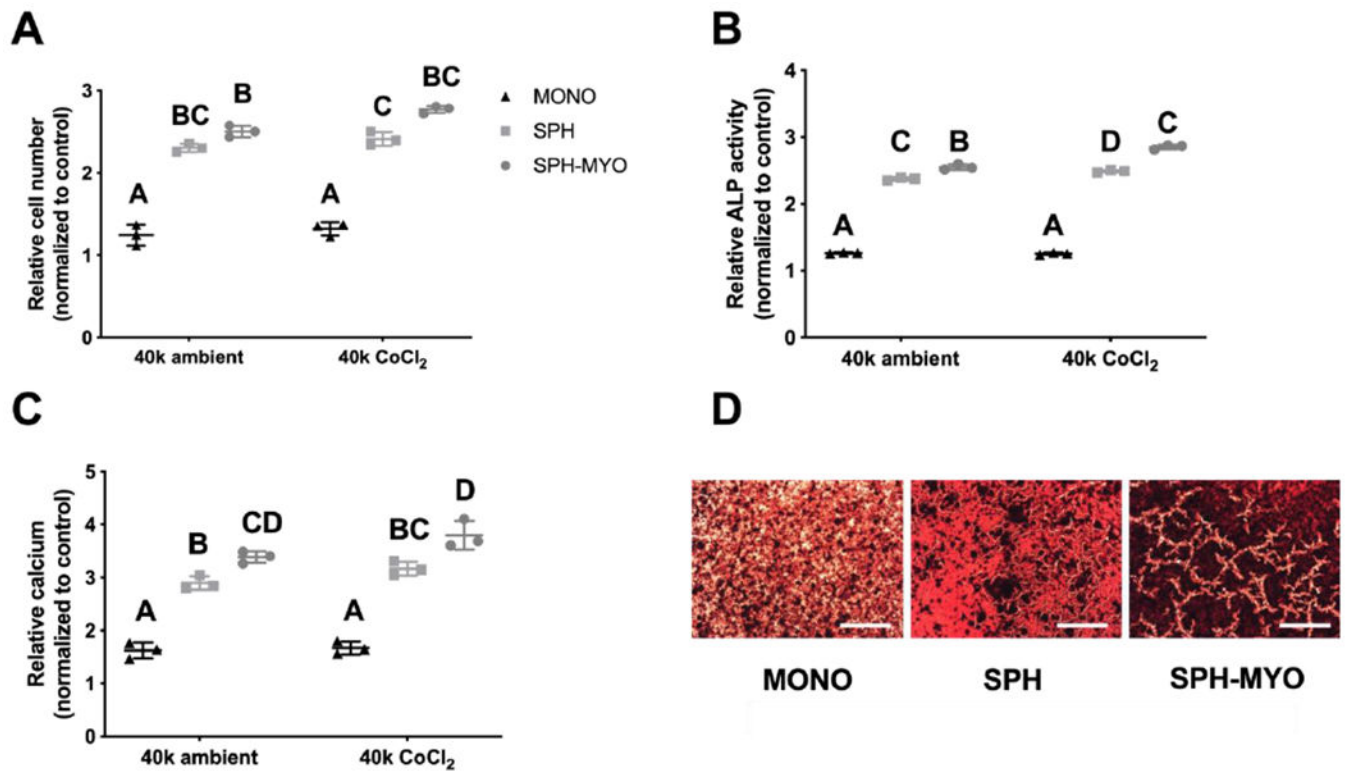 A
Relative cell number
(normalized to control)
3
2
1
0
A
BC
B
A
C
BC
40k ambient
40k CoCl₂
MONO
SPH
SPH-MYO
B
Relative ALP activity
(normalized to control)
4
3
2
1
0
A
C
B
A
D
C
40k ambient
40k CoCl₂
C
Relative calcium
(normalized to control)
5
4
3
2
1
0
A
B
CD
A
BC
D
40k ambient
40k CoCl₂
D
MONO
SPH
SPH-MYO